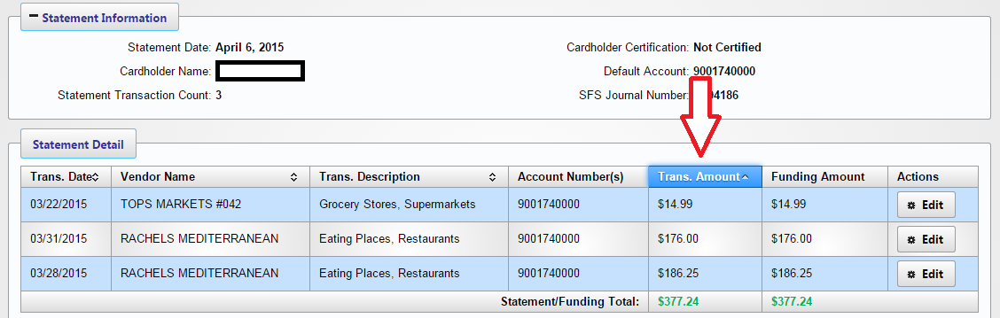 Statement Information
Statement Date: April 6, 2015 Cardholder Certification: Not Certified
Cardholder Name: Default Account: 9001740000
Statement Transaction Count: 3 SFS Journal Number: 4186
Statement Detail
Trans. Date Vendor Name Trans. Description Account Number(s) Trans. Amount Funding Amount Actions
03/22/2015 TOPS MARKETS #042 Grocery Stores, Supermarkets 9001740000 $14.99 $14.99 Edit
03/31/2015 RACHELS MEDITERRANEAN Eating Places, Restaurants 9001740000 $176.00 $176.00 Edit
03/28/2015 RACHELS MEDITERRANEAN Eating Places, Restaurants 9001740000 $186.25 $186.25 Edit
Statement/Funding Total: $377.24 $377.24